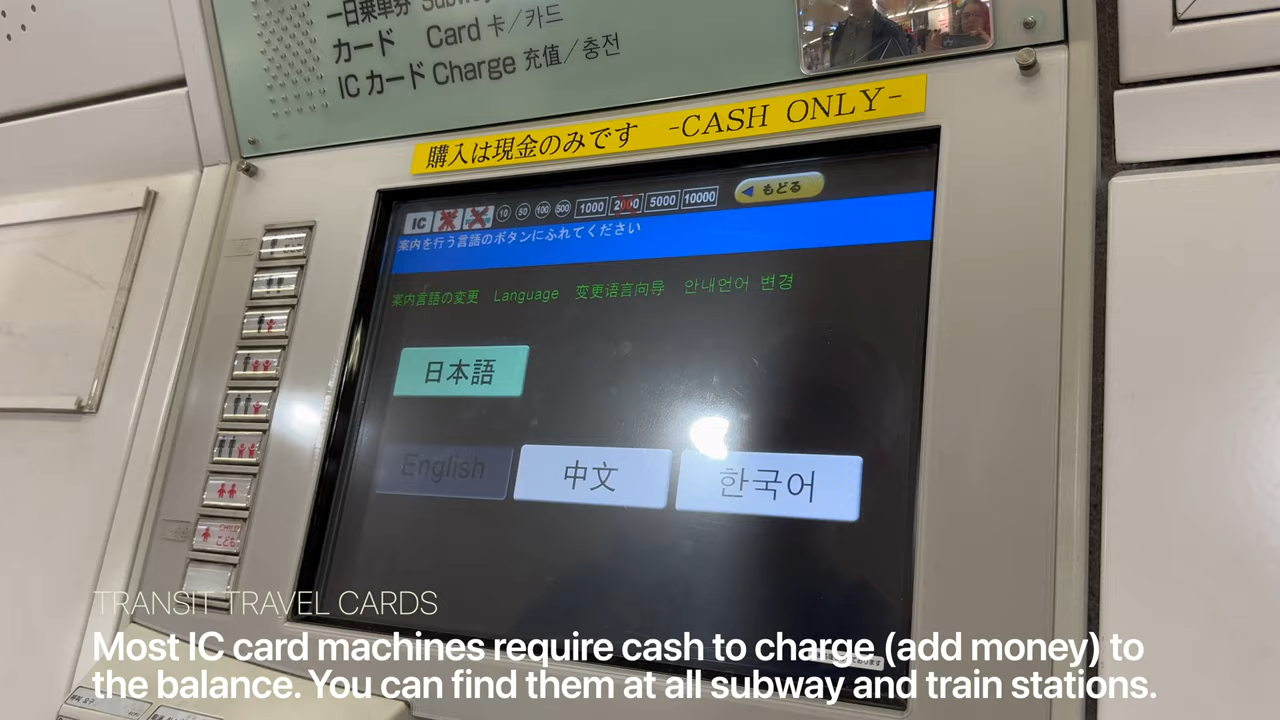 一日乗車券 Subway
カード Card 卡/카드
ICカード Charge 充值/충전
購入は現金のみです -CASH ONLY-
IC 10 50 100 500 1000 2000 5000 10000 もどる
案内を行う言語のボタンにふれてください
案内言語の変更 Language 变更语言向导 안내언어 변경
日本語
English 中文 한국어
こども
TRANSIT TRAVEL CARDS
Most IC card machines require cash to charge (add money) to
the balance. You can find them at all subway and train stations.